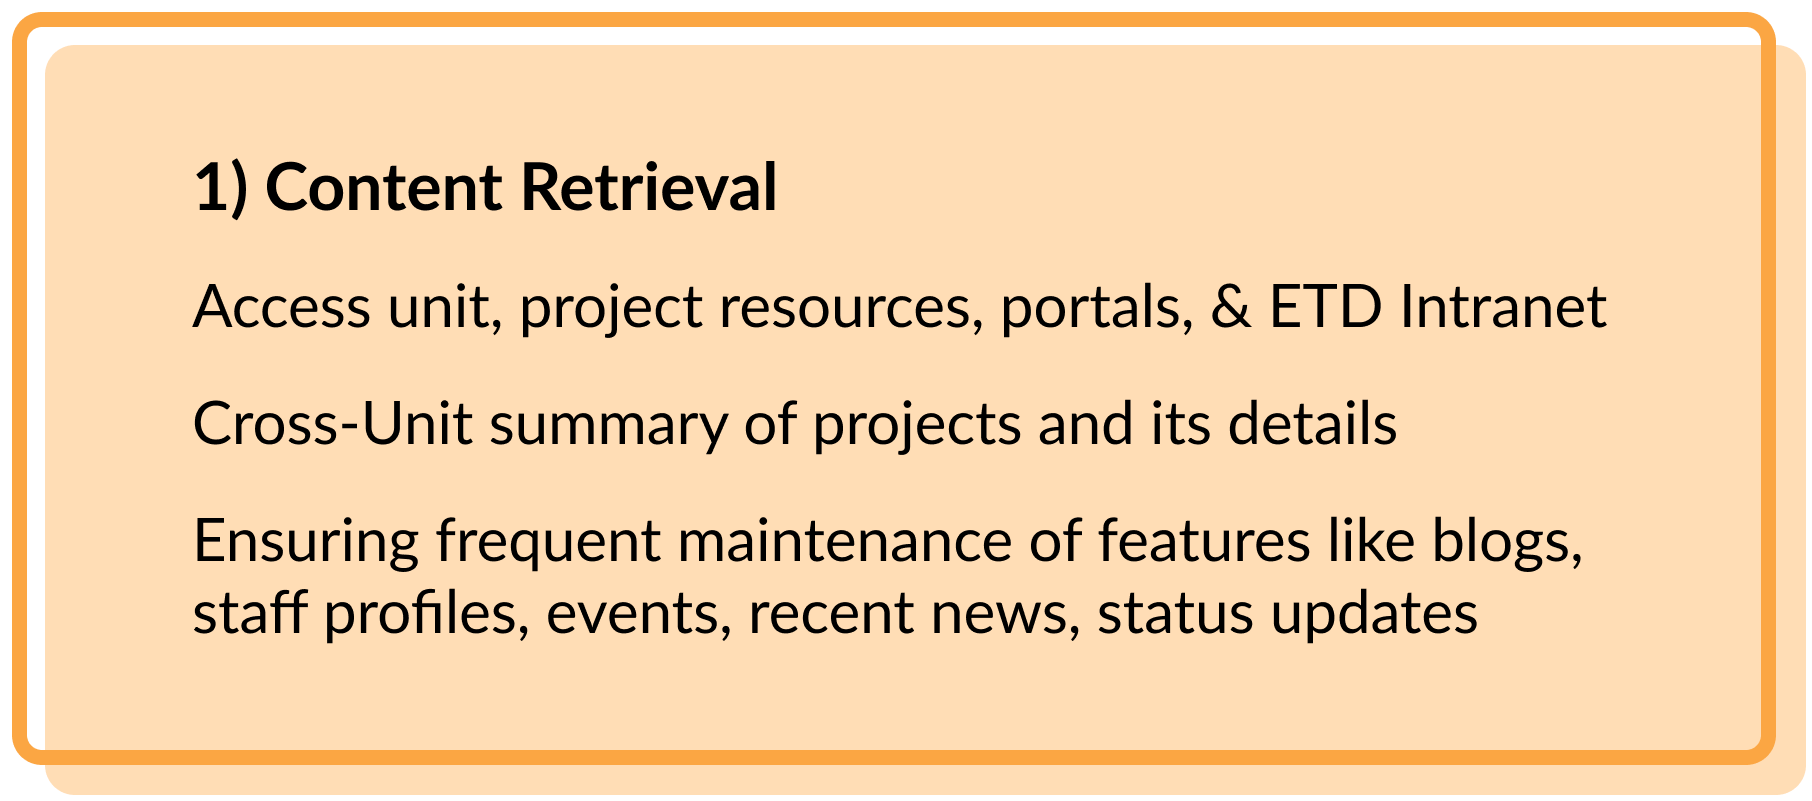 1) Content Retrieval
Access unit, project resources, portals, & ETD Intranet
Cross-Unit summary of projects and its details
Ensuring frequent maintenance of features like blogs,
staff profiles, events, recent news, status updates